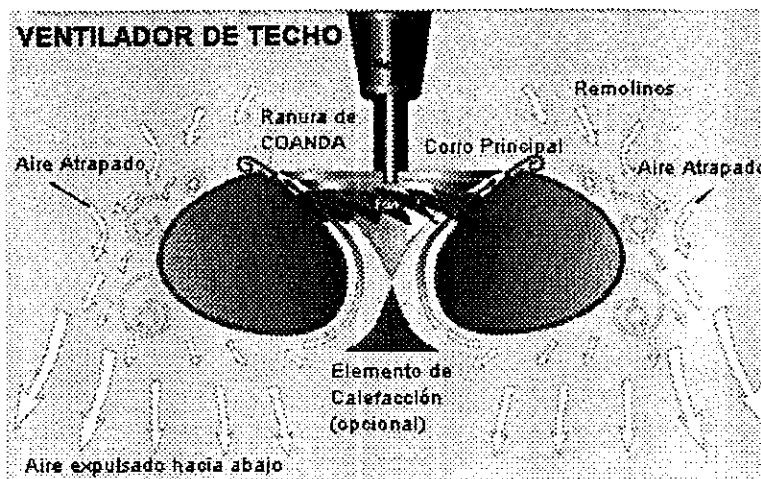 VENTILADOR DE TECHO
Remolinos
Ranura de
COANDA
Corro Principal
Aire Atrapado
Aire Atrapado
Elemento de
Calefacción
(opcional)
Aire expulsado hacia abajo